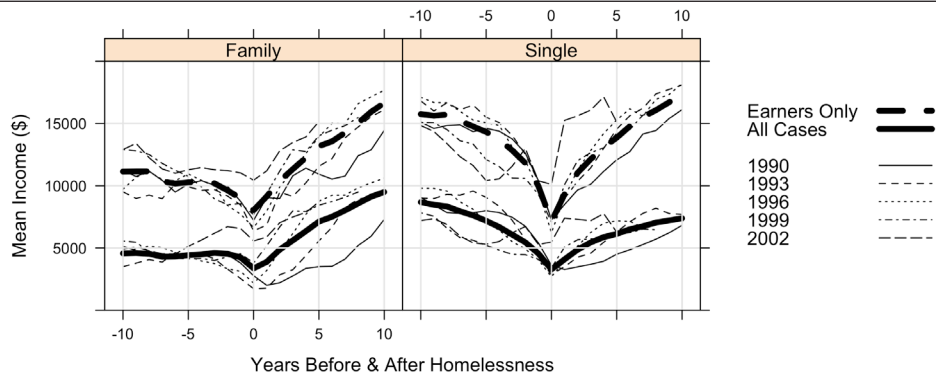 -10 -5 0 5 10
Family Single
Mean Income ($)
15000
10000
5000
-10 -5 0 5 10
Years Before & After Homelessness
Earners Only
All Cases
1990
1993
1996
1999
2002